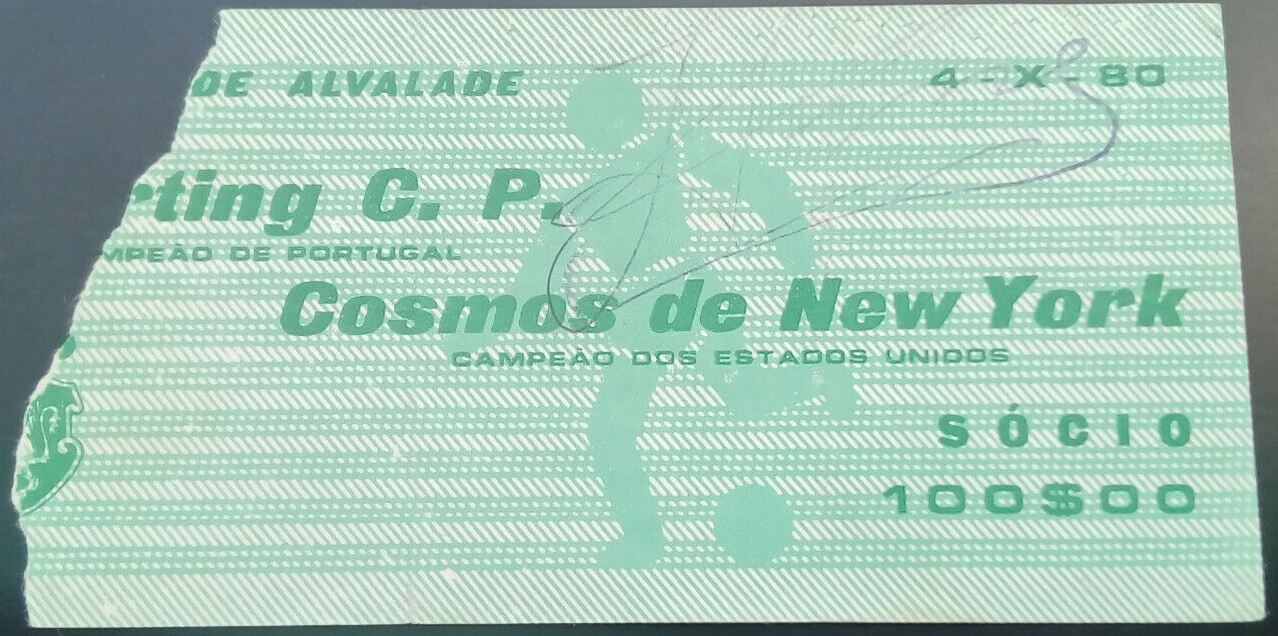 DE ALVALADE
4-X-80
rting C. P.
MPEÃO DE PORTUGAL
Cosmos de New York
CAMPEÃO DOS ESTADOS UNIDOS
SÓCIO
100$00